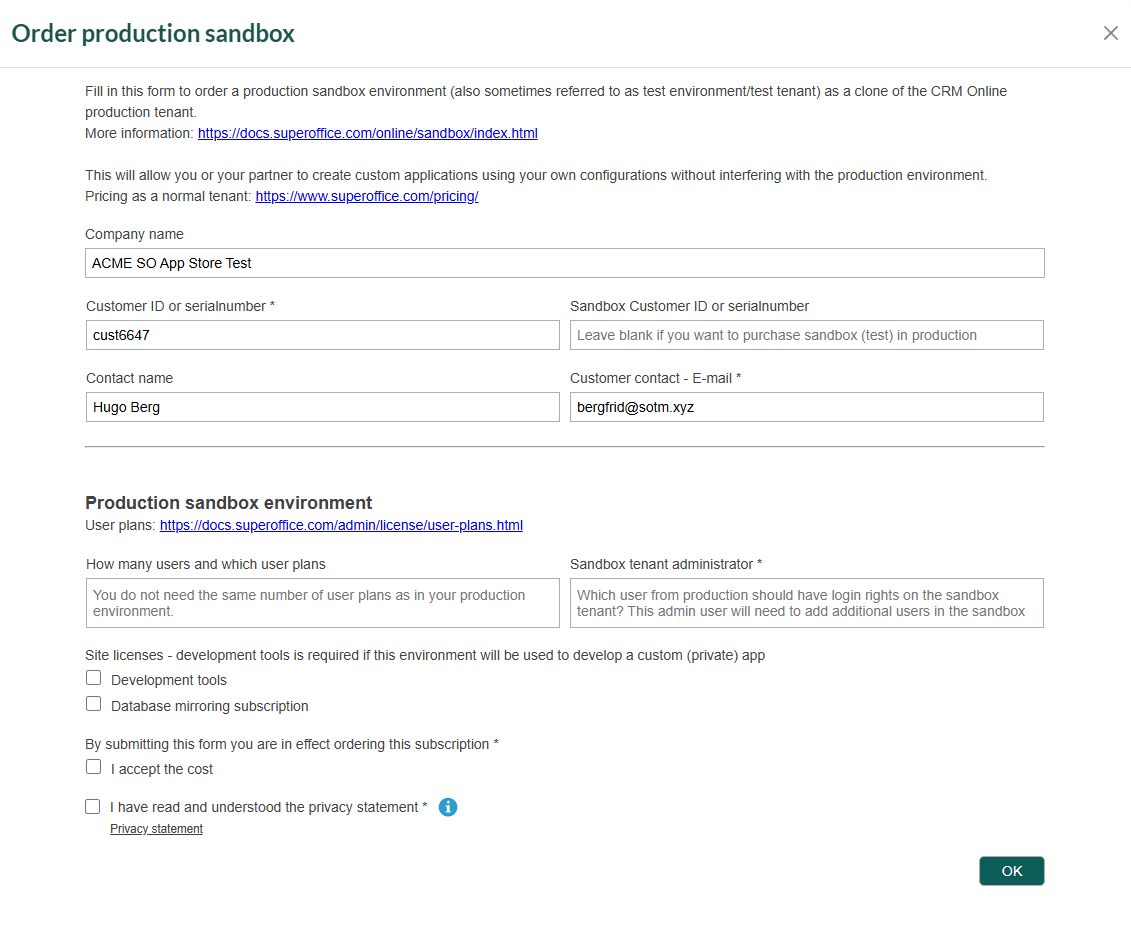 Order production sandbox
Fill in this form to order a production sandbox environment (also sometimes referred to as test environment/test tenant) as a clone of the CRM Online
production tenant.
More information: https://docs.superoffice.com/online/sandbox/index.html
This will allow you or your partner to create custom applications using your own configurations without interfering with the production environment.
Pricing as a normal tenant: https://www.superoffice.com/pricing/
Company name
ACME SO App Store Test
Customer ID or serialnumber *
Sandbox Customer ID or serialnumber
cust6647
Leave blank if you want to purchase sandbox (test) in production
Contact name
Customer contact - E-mail *
Hugo Berg
bergfrid@sotm.xyz
Production sandbox environment
User plans: https://docs.superoffice.com/admin/license/user-plans.html
How many users and which user plans
Sandbox tenant administrator *
You do not need the same number of user plans as in your production
environment.
Which user from production should have login rights on the sandbox
tenant? This admin user will need to add additional users in the sandbox
Site licenses - development tools is required if this environment will be used to develop a custom (private) app
Development tools
Database mirroring subscription
By submitting this form you are in effect ordering this subscription *
I accept the cost
I have read and understood the privacy statement *
Privacy statement
OK